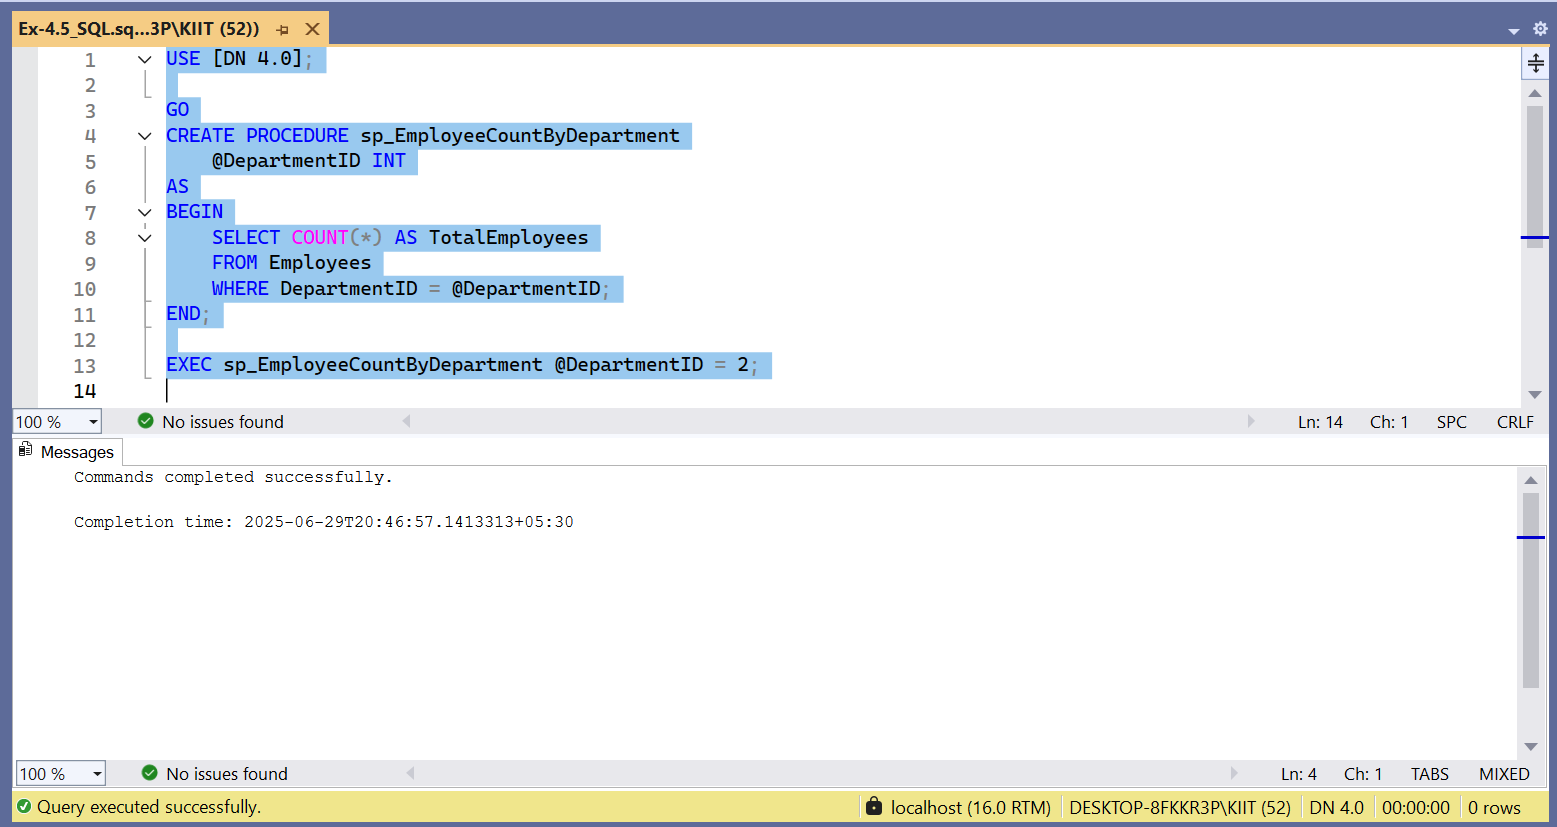 Ex-4.5_SQL.sq...3P\KIIT (52))
1 USE [DN 4.0];
2
3 GO
4 CREATE PROCEDURE sp_EmployeeCountByDepartment
5 @DepartmentID INT
6 AS
7 BEGIN
8 SELECT COUNT(*) AS TotalEmployees
9 FROM Employees
10 WHERE DepartmentID = @DepartmentID;
11 END;
12
13 EXEC sp_EmployeeCountByDepartment @DepartmentID = 2;
14
100 % No issues found Ln: 14 Ch: 1 SPC CRLF
Messages
Commands completed successfully.
Completion time: 2025-06-29T20:46:57.1413313+05:30
100 % No issues found Ln: 4 Ch: 1 TABS MIXED
Query executed successfully. localhost (16.0 RTM) DESKTOP-8FKKR3P\KIIT (52) DN 4.0 00:00:00 0 rows